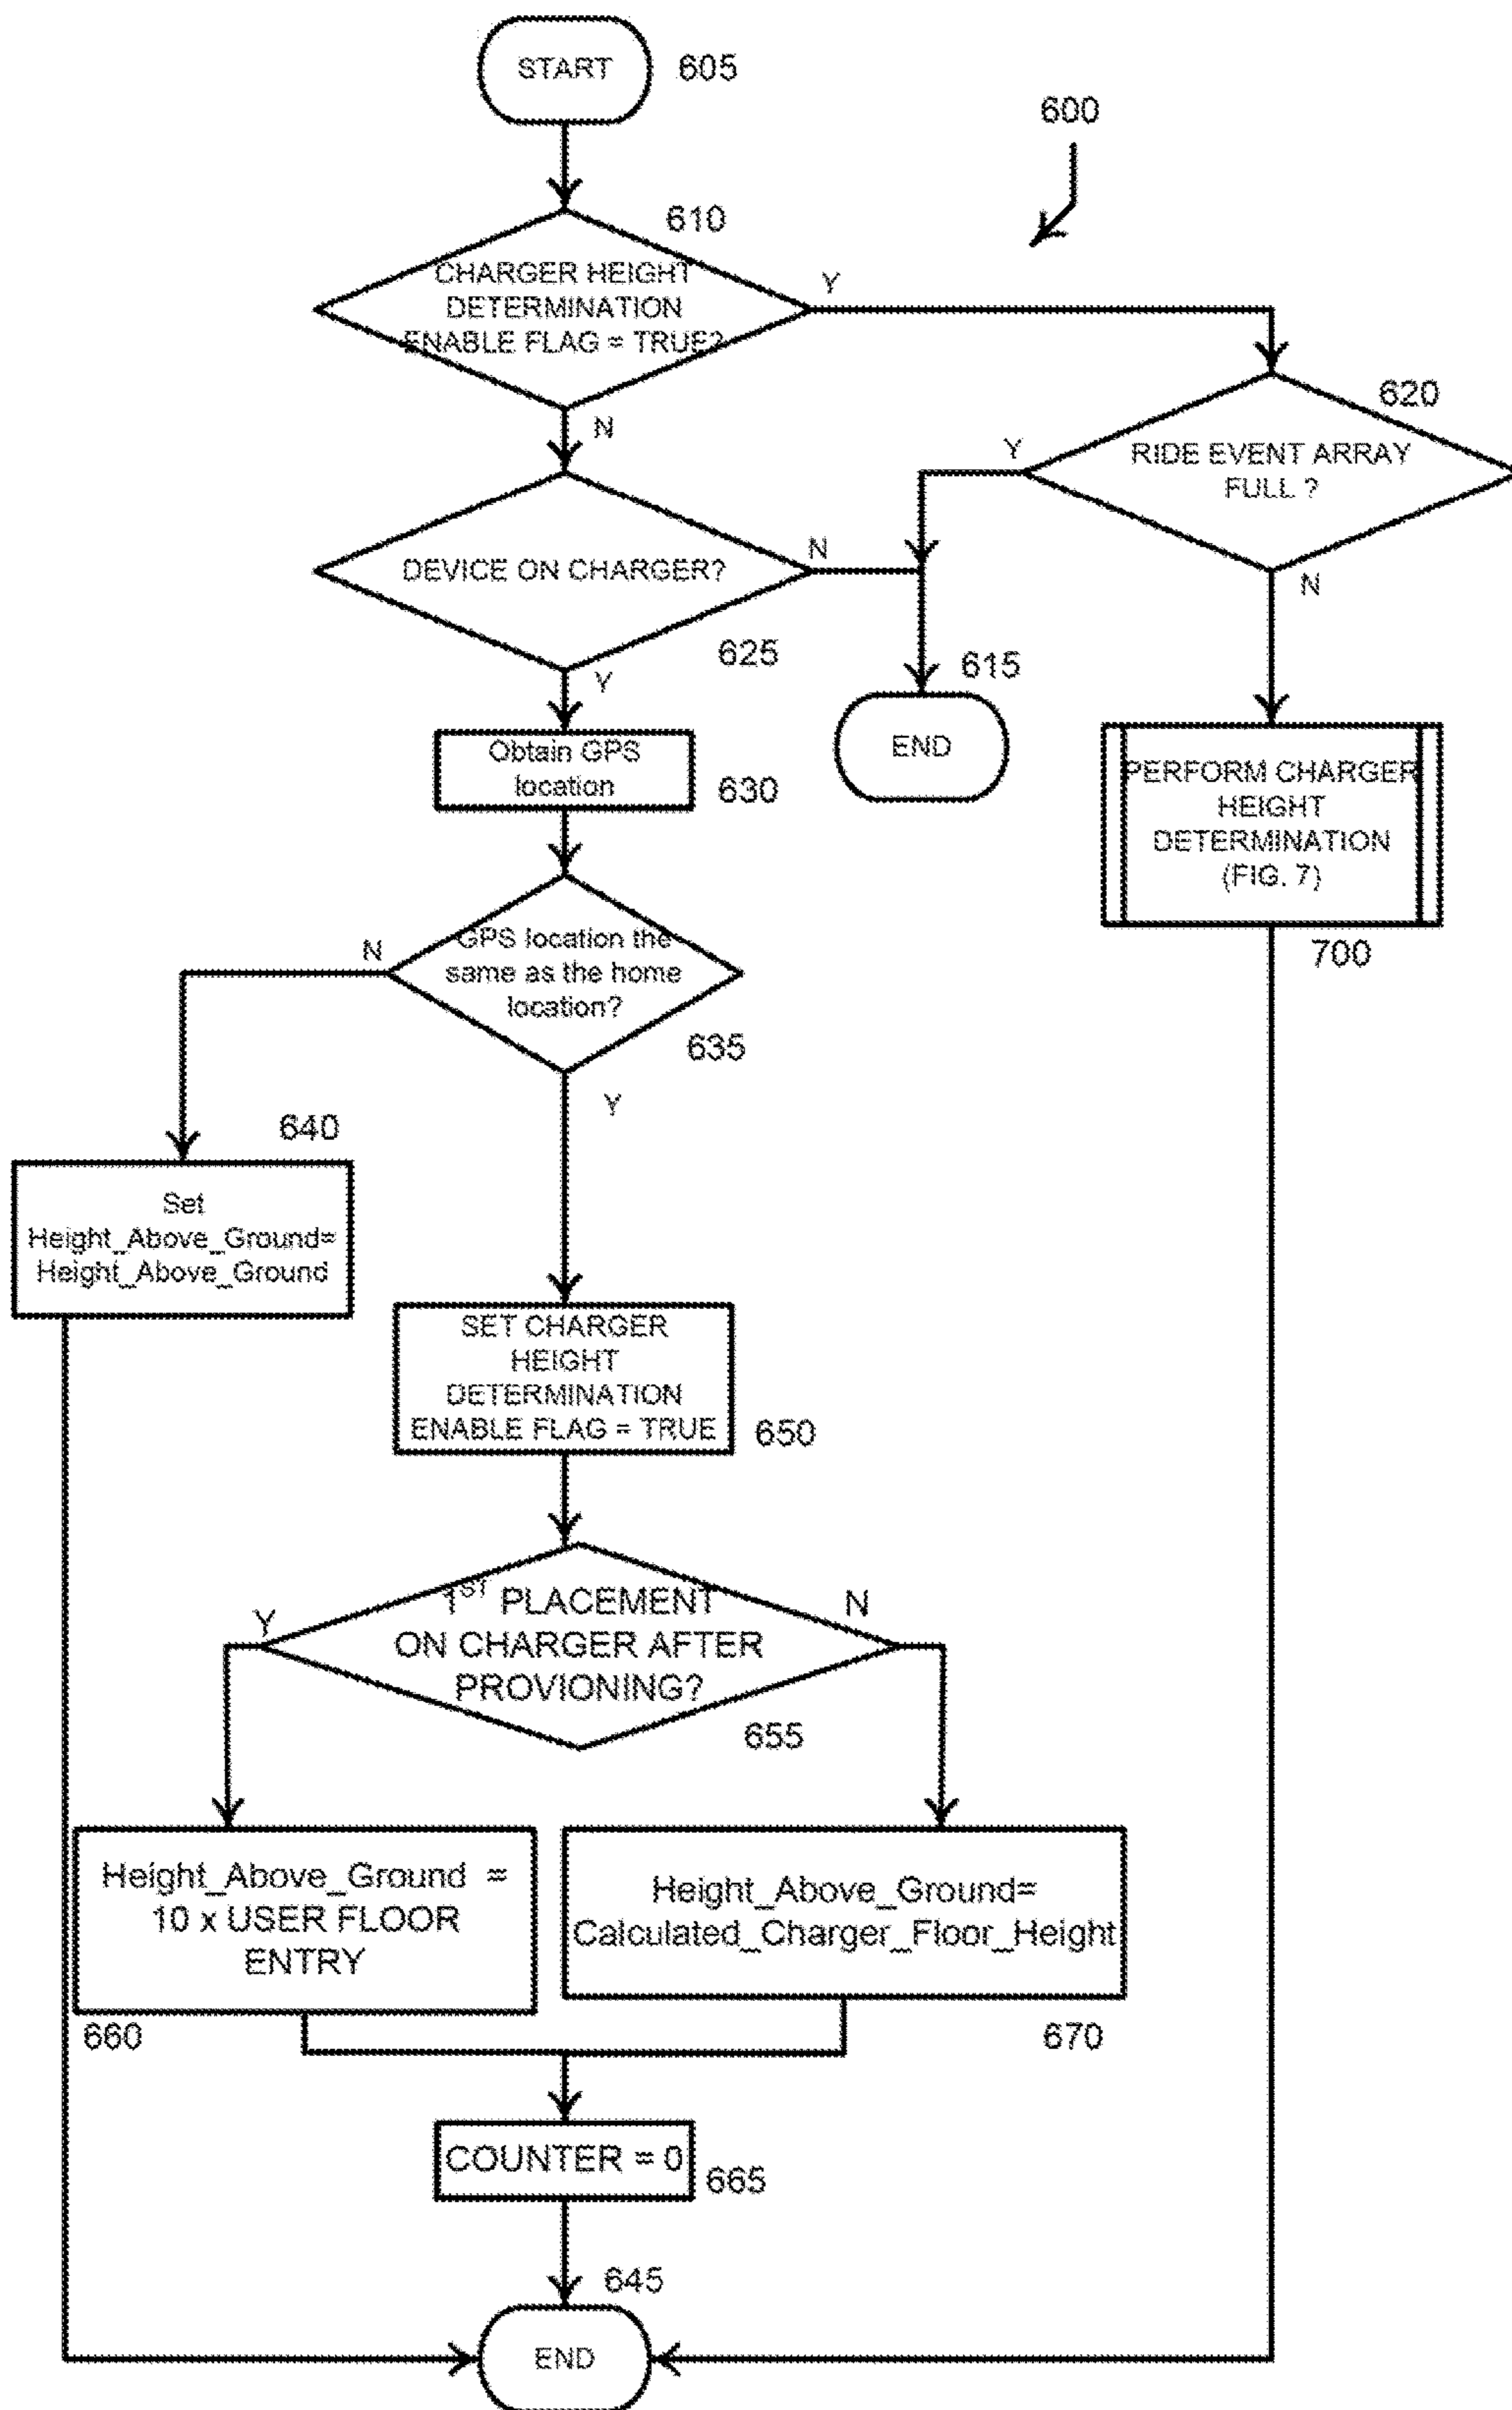 START
605
600
610
CHARGER HEIGHT
DETERMINATION
ENABLE FLAG = TRUE?
Y
N
620
RIDE EVENT ARRAY
FULL ?
Y
N
DEVICE ON CHARGER?
N
625
Y
615
END
Obtain GPS
location
630
PERFORM CHARGER
HEIGHT
DETERMINATION
(FIG. 7)
700
GPS location the
same as the home
location?
N
635
Y
640
Set
Height_Above_Ground=
Height_Above_Ground
SET CHARGER
HEIGHT
DETERMINATION
ENABLE FLAG = TRUE
650
1ST PLACEMENT
ON CHARGER AFTER
PROVIONING?
Y
N
655
Height_Above_Ground =
10 x USER FLOOR
ENTRY
660
Height_Above_Ground=
Calculated_Charger_Floor_Height
670
COUNTER = 0
665
645
END